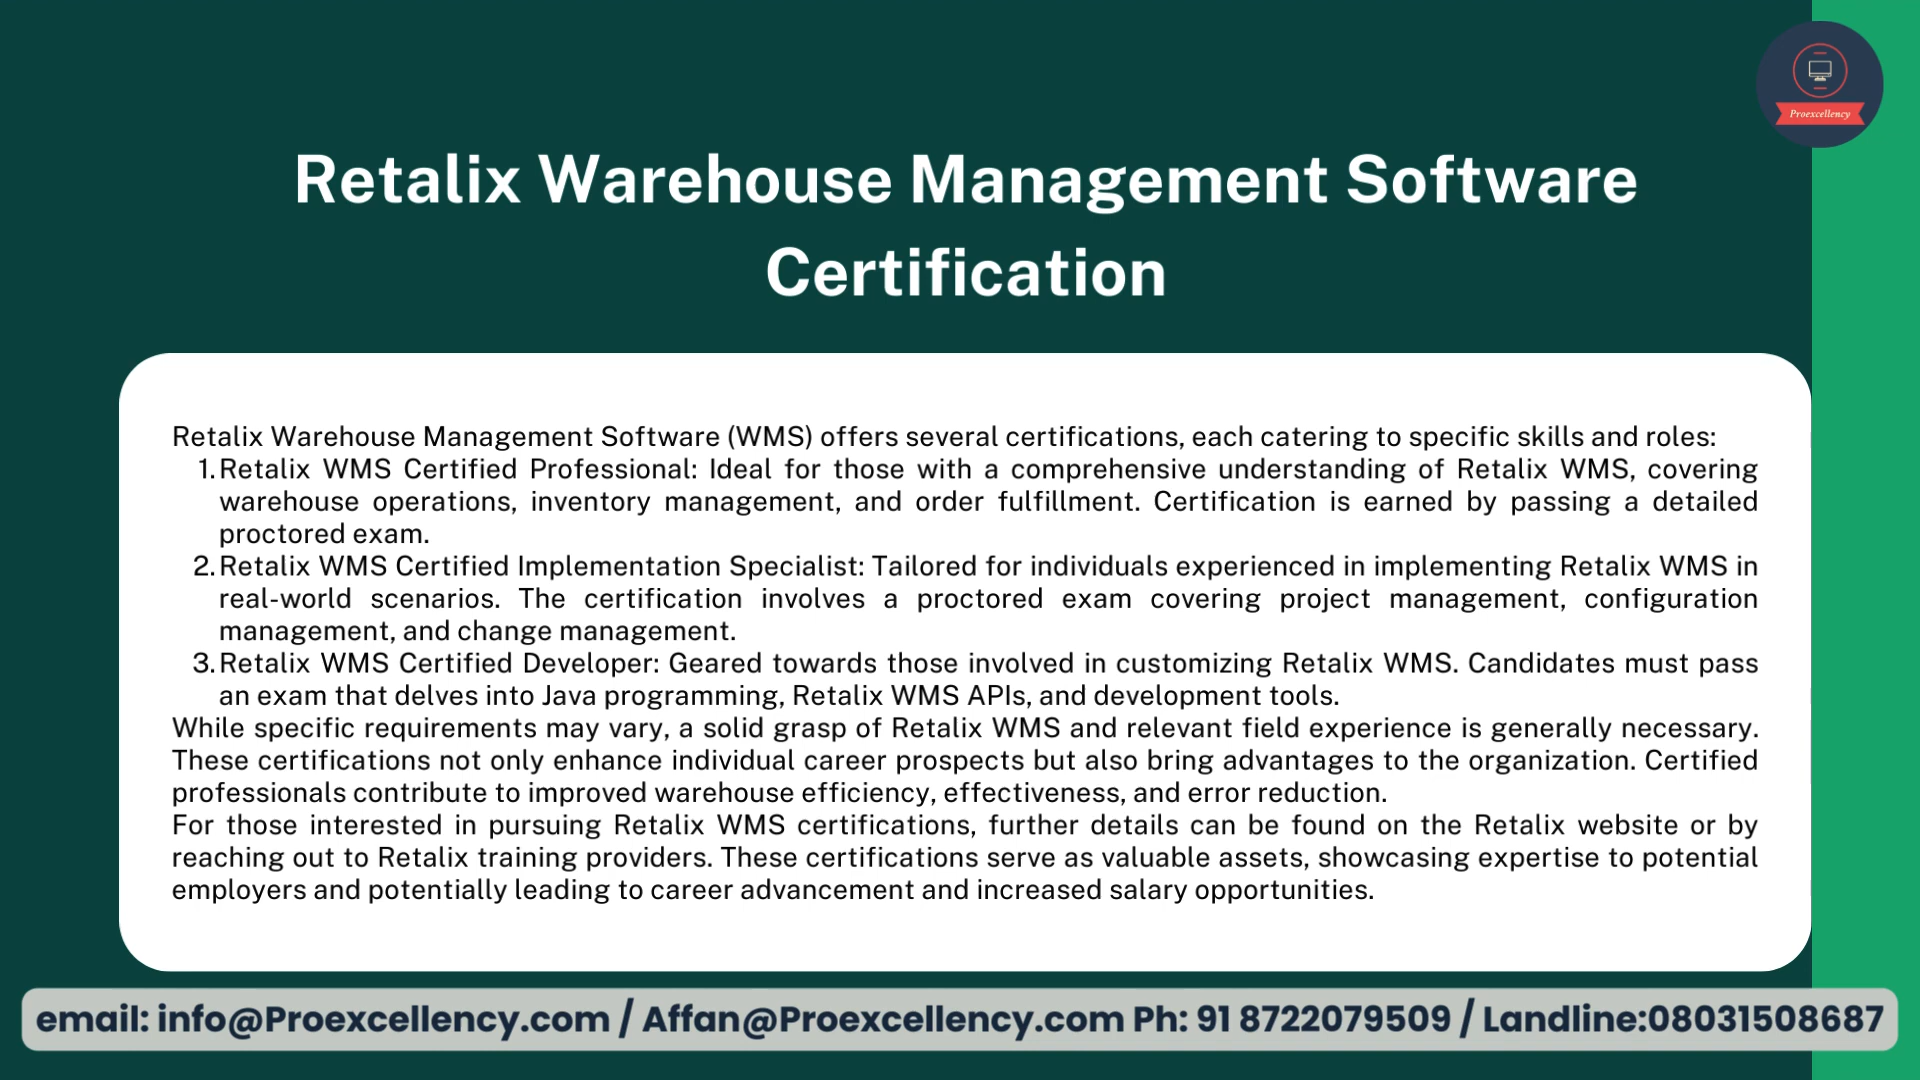 Proexcellency
Retalix Warehouse Management Software
Certification
Retalix Warehouse Management Software (WMS) offers several certifications, each catering to specific skills and roles:
1. Retalix WMS Certified Professional: Ideal for those with a comprehensive understanding of Retalix WMS, covering
warehouse operations, inventory management, and order fulfillment. Certification is earned by passing a detailed
proctored exam.
2. Retalix WMS Certified Implementation Specialist: Tailored for individuals experienced in implementing Retalix WMS in
real-world scenarios. The certification involves a proctored exam covering project management, configuration
management, and change management.
3. Retalix WMS Certified Developer: Geared towards those involved in customizing Retalix WMS. Candidates must pass
an exam that delves into Java programming, Retalix WMS APIs, and development tools.
While specific requirements may vary, a solid grasp of Retalix WMS and relevant field experience is generally necessary.
These certifications not only enhance individual career prospects but also bring advantages to the organization. Certified
professionals contribute to improved warehouse efficiency, effectiveness, and error reduction.
For those interested in pursuing Retalix WMS certifications, further details can be found on the Retalix website or by
reaching out to Retalix training providers. These certifications serve as valuable assets, showcasing expertise to potential
employers and potentially leading to career advancement and increased salary opportunities.
email: info@Proexcellency.com / Affan@Proexcellency.com Ph: 91 8722079509 / Landline:08031508687